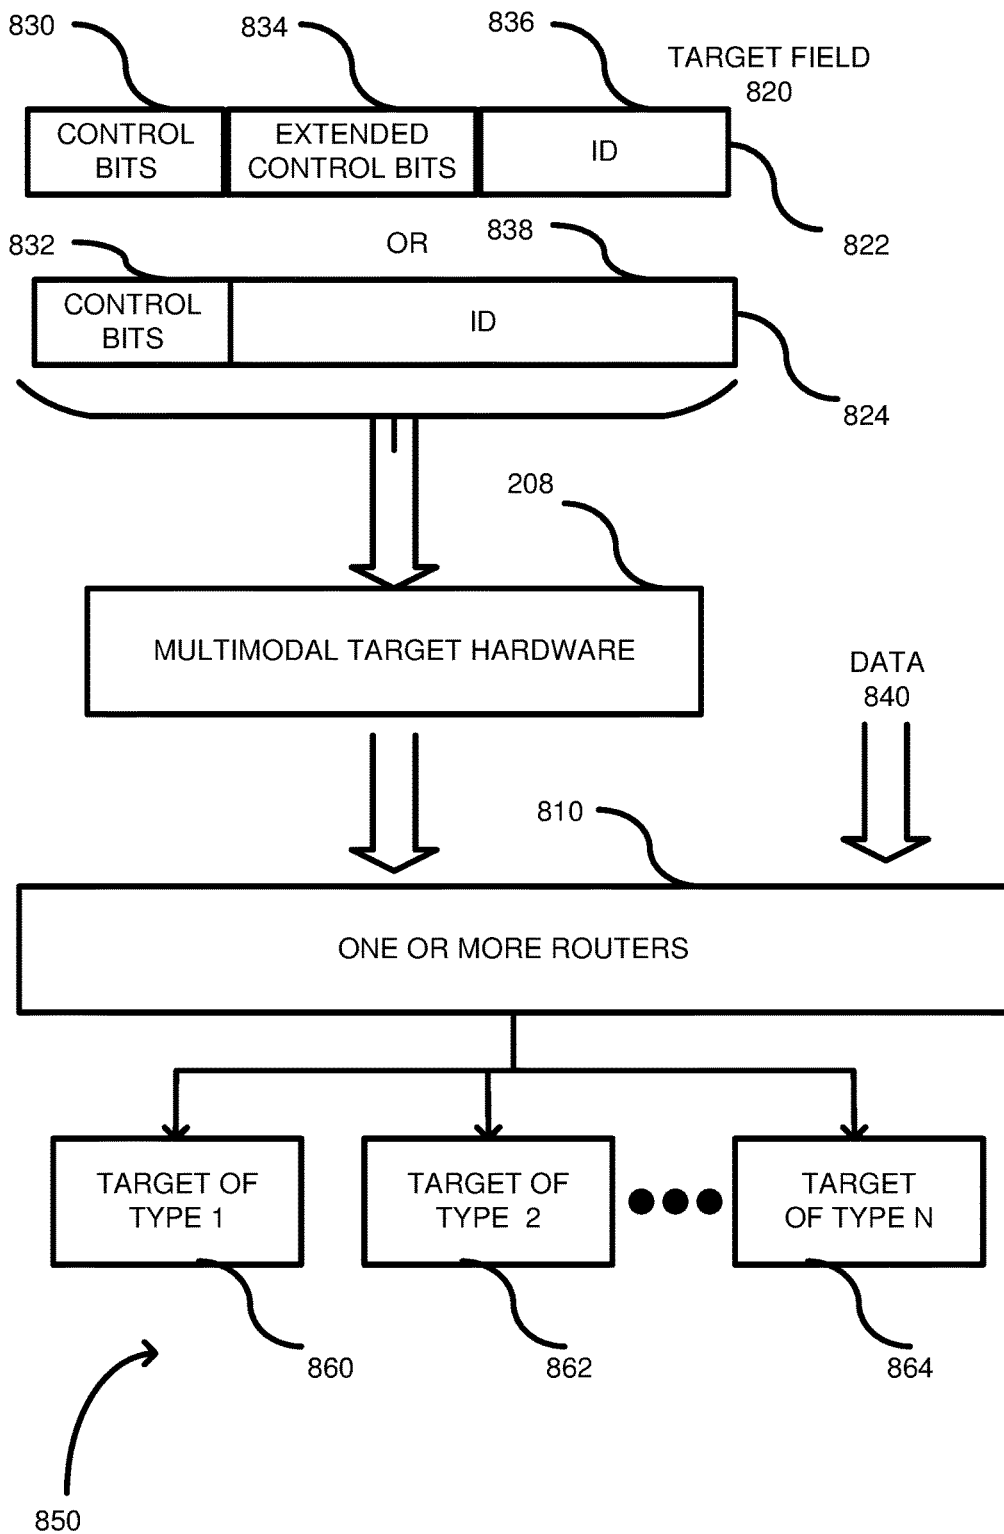 830
834
836
TARGET FIELD
820
CONTROL
BITS
EXTENDED
CONTROL BITS
ID
822
832
OR
838
CONTROL
BITS
ID
824
208
MULTIMODAL TARGET HARDWARE
DATA
840
810
ONE OR MORE ROUTERS
TARGET OF
TYPE 1
TARGET OF
TYPE 2
TARGET
OF TYPE N
860
862
864
850